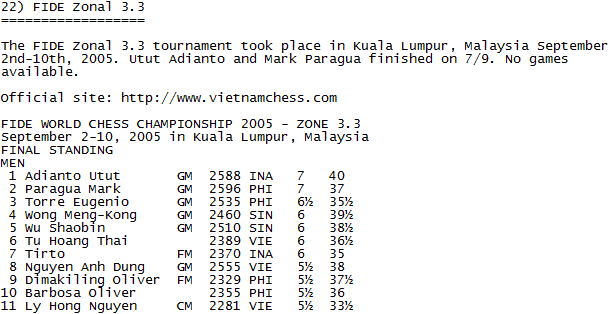 22) FIDE Zonal 3.3
==================
The FIDE Zonal 3.3 tournament took place in Kuala Lumpur, Malaysia September
2nd-10th, 2005. Utut Adianto and Mark Paragua finished on 7/9. No games
available.
Official site: http://www.vietnamchess.com
FIDE WORLD CHESS CHAMPIONSHIP 2005 - ZONE 3.3
September 2-10, 2005 in Kuala Lumpur, Malaysia
FINAL STANDING
MEN
1 Adianto Utut GM 2588 INA 7 40
2 Paragua Mark GM 2596 PHI 7 37
3 Torre Eugenio GM 2535 PHI 6½ 35½
4 Wong Meng-Kong GM 2460 SIN 6 39½
5 Wu Shaobin GM 2510 SIN 6 38½
6 Tu Hoang Thai 2389 VIE 6 36½
7 Tirto FM 2370 INA 6 35
8 Nguyen Anh Dung GM 2555 VIE 5½ 38
9 Dimakiling Oliver FM 2329 PHI 5½ 37½
10 Barbosa Oliver 2355 PHI 5½ 36
11 Ly Hong Nguyen CM 2281 VIE 5½ 33½